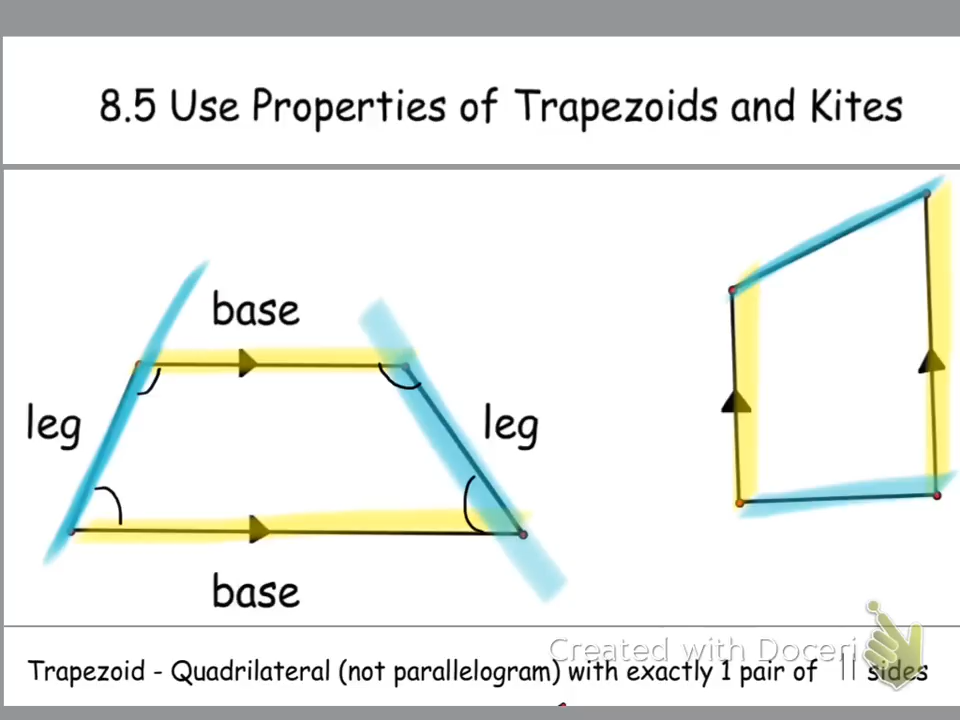 8.5 Use Properties of Trapezoids and Kites
base
leg
leg
base
Created with Doceri
Trapezoid - Quadrilateral (not parallelogram) with exactly 1 pair of || sides